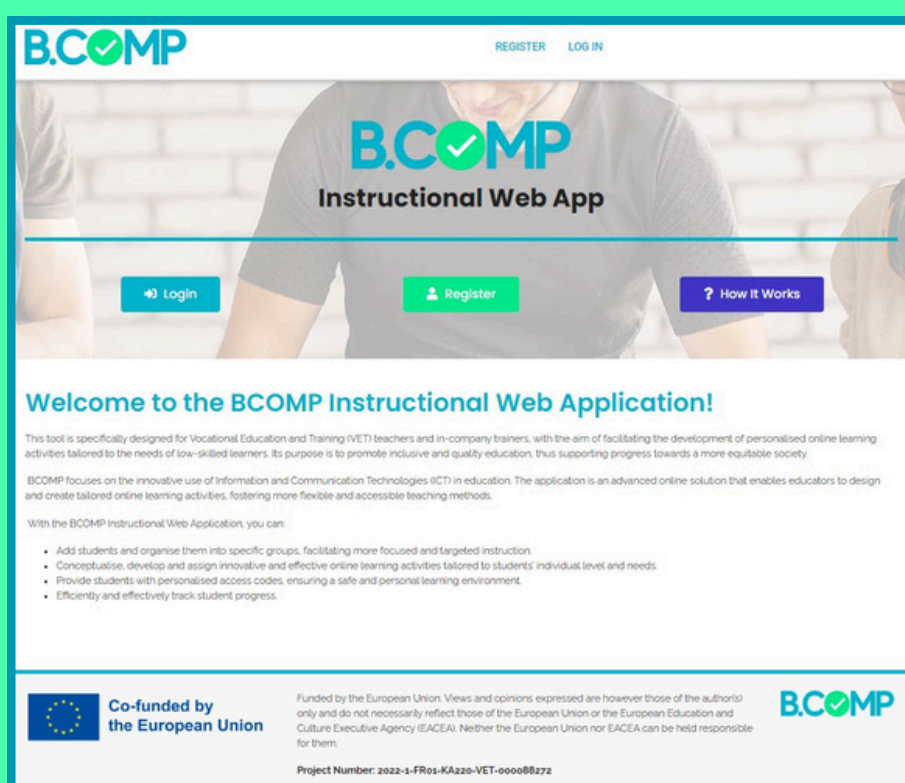 B.COMP
REGISTER LOG IN
B.COMP
Instructional Web App
Login
Register
? How It Works
Welcome to the BCOMP Instructional Web Application!
This tool is specifically designed for Vocational Education and Training (VET) teachers and in-company trainers, with the aim of facilitating the development of personalised online learning
activities tailored to the needs of low-skilled learners. Its purpose is to promote inclusive and quality education, thus supporting progress towards a more equitable society.
BCOMP focuses on the innovative use of Information and Communication Technologies (ICT) in education. The application is an advanced online solution that enables educators to design
and create tailored online learning activities, fostering more flexible and accessible teaching methods.
With the BCOMP Instructional Web Application, you can:
• Add students and organise them into specific groups, facilitating more focused and targeted instruction.
• Conceptualise, develop and assign innovative and effective online learning activities tailored to students' individual level and needs.
• Provide students with personalised access codes, ensuring a safe and personal learning environment.
• Efficiently and effectively track student progress.
Co-funded by
the European Union
Funded by the European Union. Views and opinions expressed are however those of the author(s)
only and do not necessarily reflect those of the European Union or the European Education and
Culture Executive Agency (EACEA). Neither the European Union nor EACEA can be held responsible
for them.
Project Number: 2022-1-FR01-KA220-VET-000088272
B.COMP